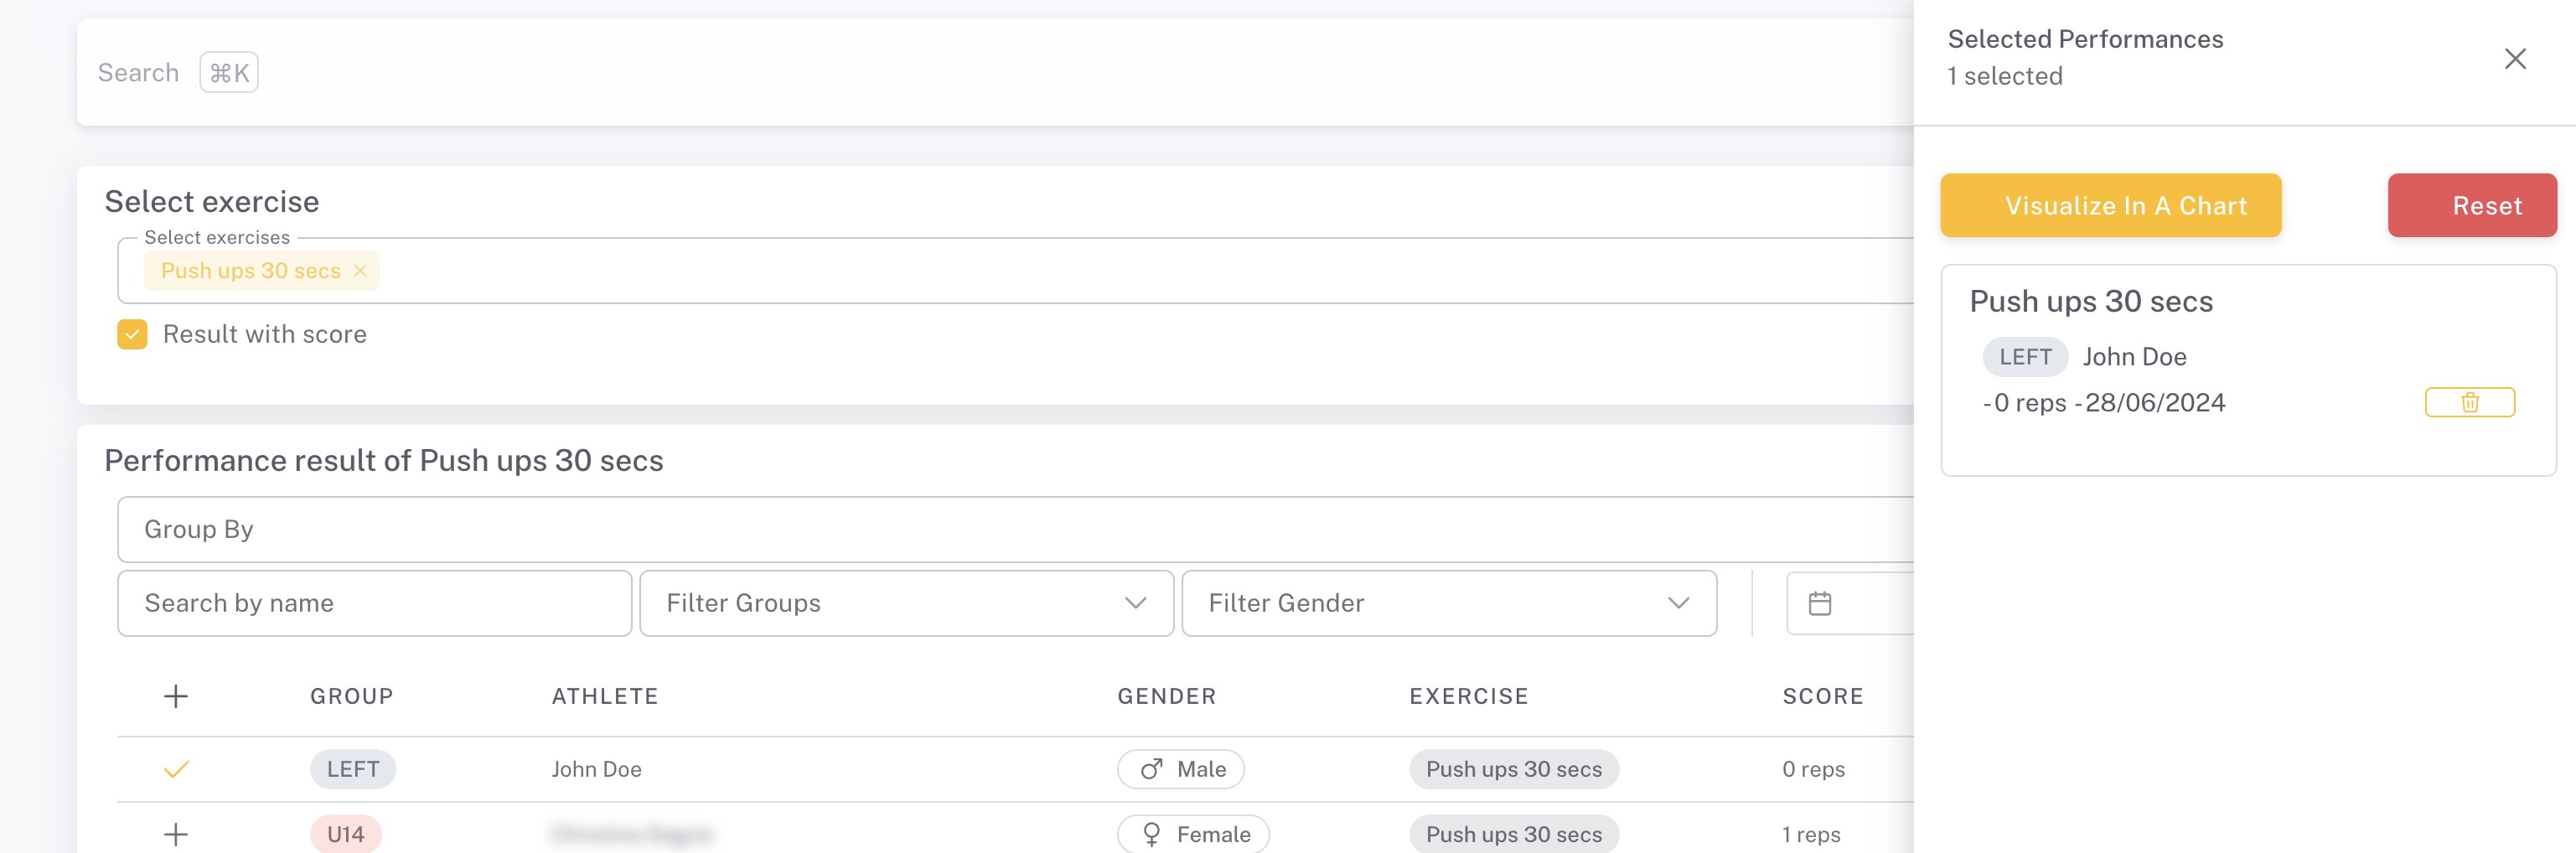 Search ⌘K
Select exercise
Select exercises
Push ups 30 secs
Result with score
Performance result of Push ups 30 secs
Group By
Search by name
Filter Groups
Filter Gender
GROUP ATHLETE GENDER EXERCISE SCORE
LEFT John Doe Male Push ups 30 secs 0 reps
U14 Female Push ups 30 secs 1 reps
Selected Performances
1 selected
Visualize In A Chart
Reset
Push ups 30 secs
LEFT John Doe
-0 reps -28/06/2024